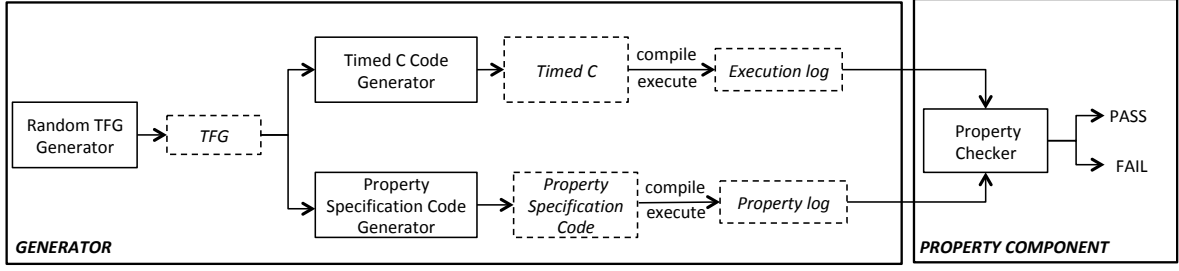 Random TFG
Generator
TFG
Timed C Code
Generator
Timed C
compile
execute
Execution log
Property
Specification Code
Generator
Property
Specification
Code
compile
execute
Property log
GENERATOR
Property
Checker
PASS
FAIL
PROPERTY COMPONENT